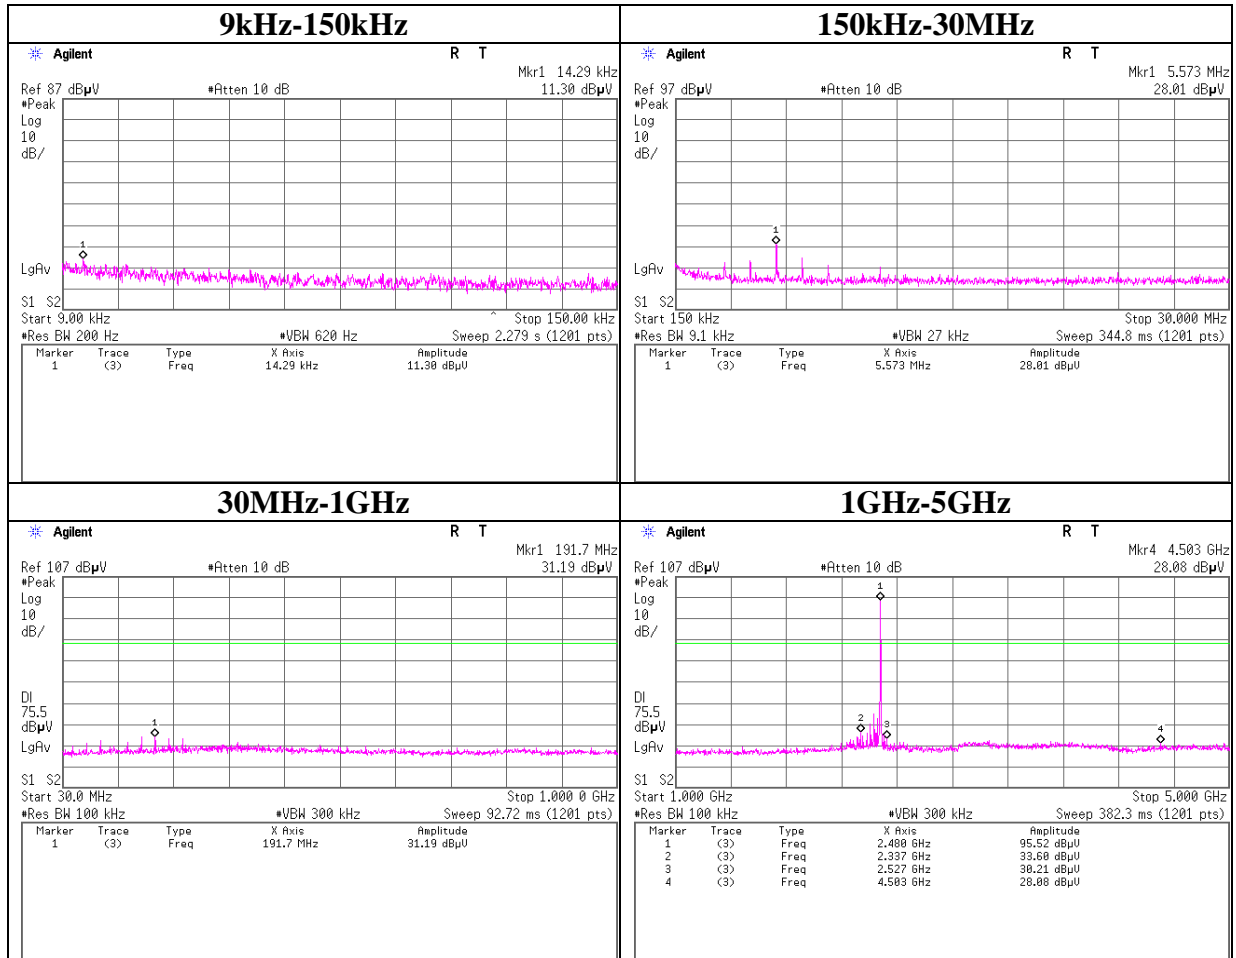 9kHz-150kHz
Agilent R T
Mkr1 14.29 kHz
Ref 87 dBµV #Atten 10 dB 11.30 dBµV
#Peak
Log
10
dB/
1
LgAv
S1 S2
Start 9.00 kHz ^ Stop 150.00 kHz
#Res BW 200 Hz #VBW 620 Hz Sweep 2.279 s (1201 pts)
Marker Trace Type X Axis Amplitude
1 (3) Freq 14.29 kHz 11.30 dBµV
150kHz-30MHz
Agilent R T
Mkr1 5.573 MHz
Ref 97 dBµV #Atten 10 dB 28.01 dBµV
#Peak
Log
10
dB/
1
LgAv
S1 S2
Start 150 kHz Stop 30.000 MHz
#Res BW 9.1 kHz #VBW 27 kHz Sweep 344.8 ms (1201 pts)
Marker Trace Type X Axis Amplitude
1 (3) Freq 5.573 MHz 28.01 dBµV
30MHz-1GHz
Agilent R T
Mkr1 191.7 MHz
Ref 107 dBµV #Atten 10 dB 31.19 dBµV
#Peak
Log
10
dB/
DI
75.5
dBµV
1
LgAv
S1 S2
Start 30.0 MHz Stop 1.000 0 GHz
#Res BW 100 kHz #VBW 300 kHz Sweep 92.72 ms (1201 pts)
Marker Trace Type X Axis Amplitude
1 (3) Freq 191.7 MHz 31.19 dBµV
1GHz-5GHz
Agilent R T
Mkr4 4.503 GHz
Ref 107 dBµV #Atten 10 dB 28.08 dBµV
#Peak
1
Log
10
dB/
DI
75.5
dBµV
2 3 4
LgAv
S1 S2
Start 1.000 GHz Stop 5.000 GHz
#Res BW 100 kHz #VBW 300 kHz Sweep 382.3 ms (1201 pts)
Marker Trace Type X Axis Amplitude
1 (3) Freq 2.480 GHz 95.52 dBµV
2 (3) Freq 2.337 GHz 33.60 dBµV
3 (3) Freq 2.527 GHz 30.21 dBµV
4 (3) Freq 4.503 GHz 28.08 dBµV